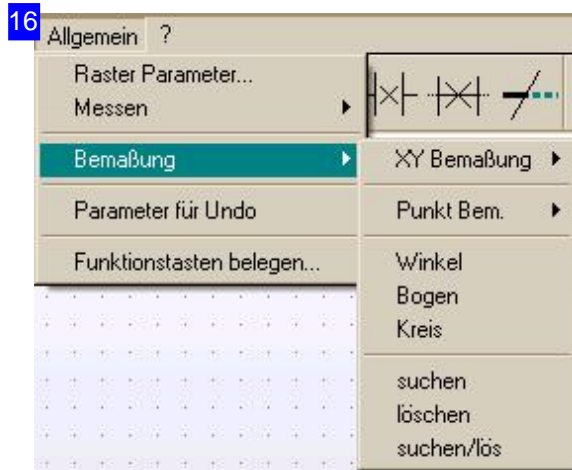 16
Allgemein ?
Raster Parameter...
Messen
Bemaßung
Parameter für Undo
Funktionstasten belegen...
XY Bemaßung
Punkt Bem.
Winkel
Bogen
Kreis
suchen
löschen
suchen/lös